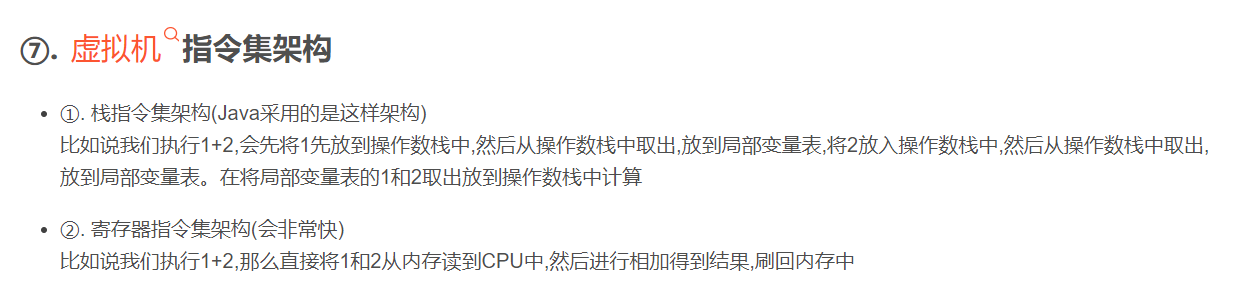 ⑦. 虚拟机指令集架构
①. 栈指令集架构(Java采用的是这样架构)
比如说我们执行1+2,会先将1先放到操作数栈中,然后从操作数栈中取出,放到局部变量表,将2放入操作数栈中,然后从操作数栈中取出,
放到局部变量表。在将局部变量表的1和2取出放到操作数栈中计算
②. 寄存器指令集架构(会非常快)
比如说我们执行1+2,那么直接将1和2从内存读到CPU中,然后进行相加得到结果,刷回内存中